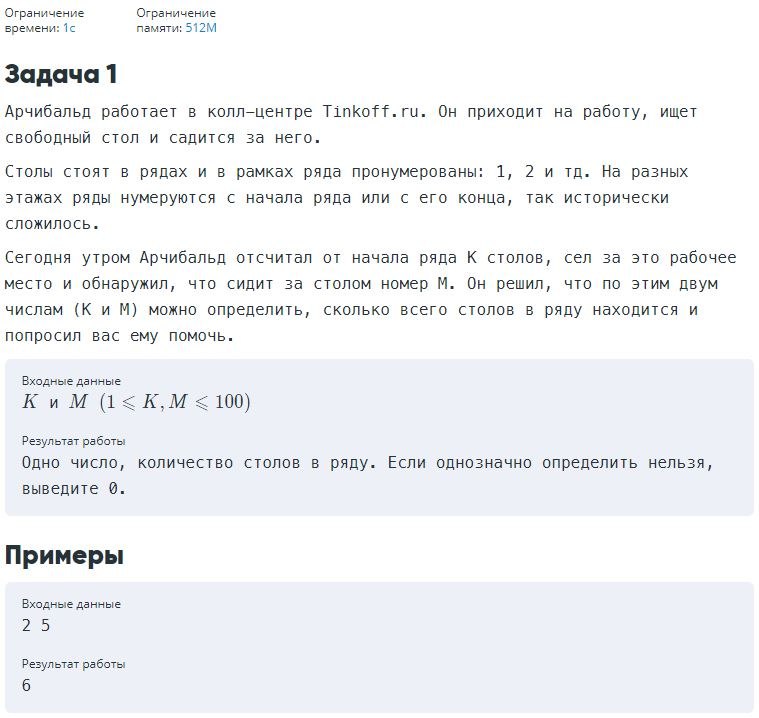 Ограничение
времени: 1с
Ограничение
памяти: 512M
Задача 1
Арчибальд работает в колл-центре Tinkoff.ru. Он приходит на работу, ищет
свободный стол и садится за него.
Столы стоят в рядах и в рамках ряда пронумерованы: 1, 2 и тд. На разных
этажах ряды нумеруются с начала ряда или с его конца, так исторически
сложилось.
Сегодня утром Арчибальд отсчитал от начала ряда K столов, сел за это рабочее
место и обнаружил, что сидит за столом номер M. Он решил, что по этим двум
числам (K и M) можно определить, сколько всего столов в ряду находится и
попросил вас ему помочь.
Входные данные
K и M (1 ⩽ K, M ⩽ 100)
Результат работы
Одно число, количество столов в ряду. Если однозначно определить нельзя,
выведите 0.
Примеры
Входные данные
2 5
Результат работы
6